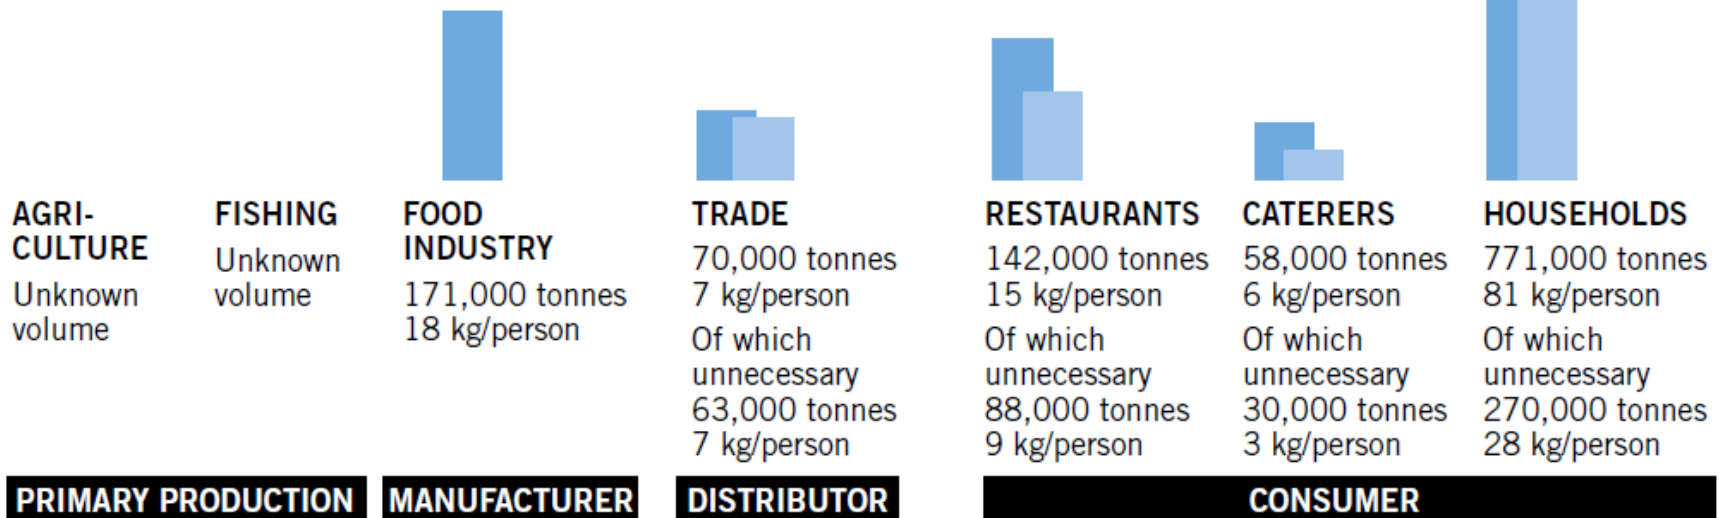 AGRI-
CULTURE
Unknown
volume
FISHING
Unknown
volume
FOOD
INDUSTRY
171,000 tonnes
18 kg/person
TRADE
70,000 tonnes
7 kg/person
Of which
unnecessary
63,000 tonnes
7 kg/person
RESTAURANTS
142,000 tonnes
15 kg/person
Of which
unnecessary
88,000 tonnes
9 kg/person
CATERERS
58,000 tonnes
6 kg/person
Of which
unnecessary
30,000 tonnes
3 kg/person
HOUSEHOLDS
771,000 tonnes
81 kg/person
Of which
unnecessary
270,000 tonnes
28 kg/person
PRIMARY PRODUCTION
MANUFACTURER
DISTRIBUTOR
CONSUMER